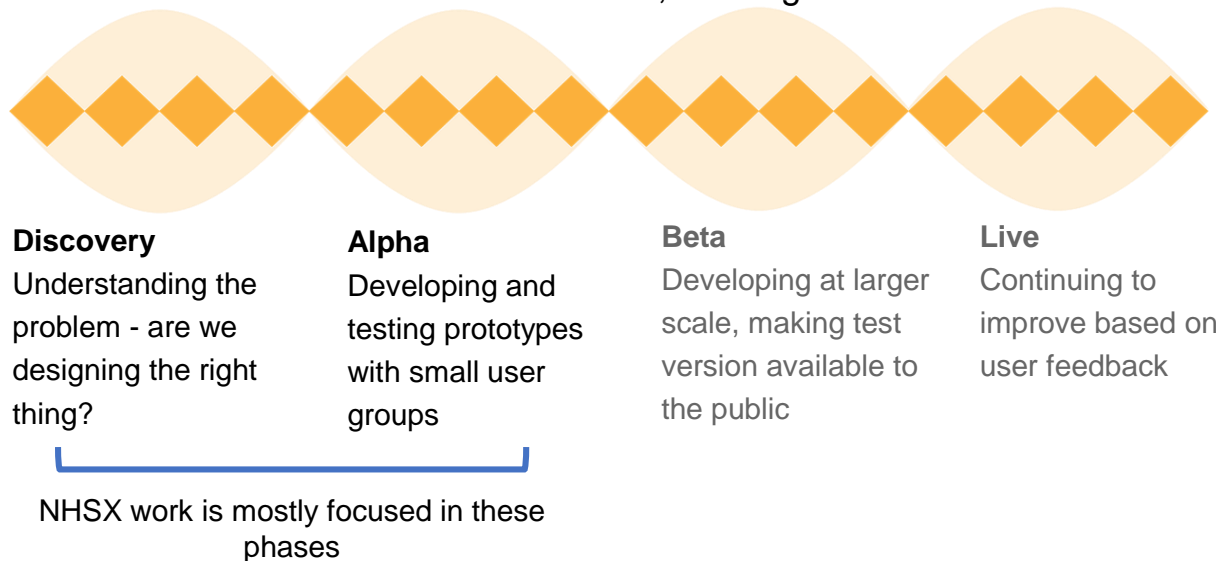 Discovery
Understanding the
problem - are we
designing the right
thing?
Alpha
Developing and
testing prototypes
with small user
groups
Beta
Developing at larger
scale, making test
version available to
the public
Live
Continuing to
improve based on
user feedback
NHSX work is mostly focused in these
phases